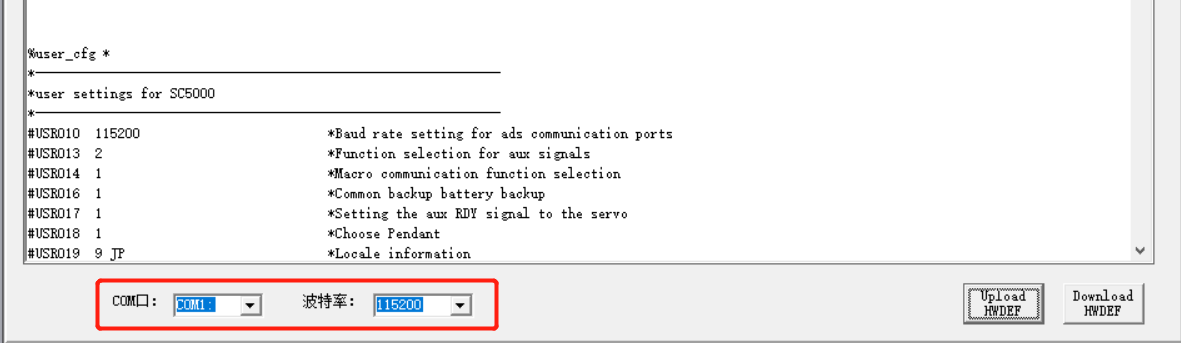 %user_cfg *
*
*user settings for SC5000
*
#USR010 115200 *Baud rate setting for ads communication ports
#USR013 2 *Function selection for aux signals
#USR014 1 *Macro communication function selection
#USR016 1 *Common backup battery backup
#USR017 1 *Setting the aux RDY signal to the servo
#USR018 1 *Choose Pendant
#USR019 9 JP *Locale information
COM口: COM1: 波特率: 115200
Upload HWDEF
Download HWDEF